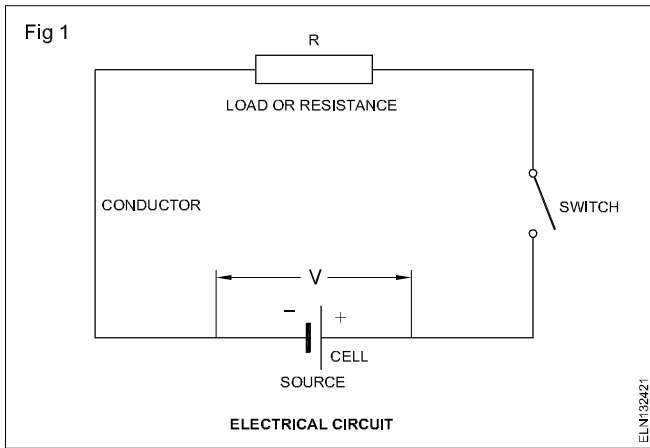 Fig 1
R
LOAD OR RESISTANCE
CONDUCTOR
SWITCH
V
− +
CELL
SOURCE
ELECTRICAL CIRCUIT
ELN132421